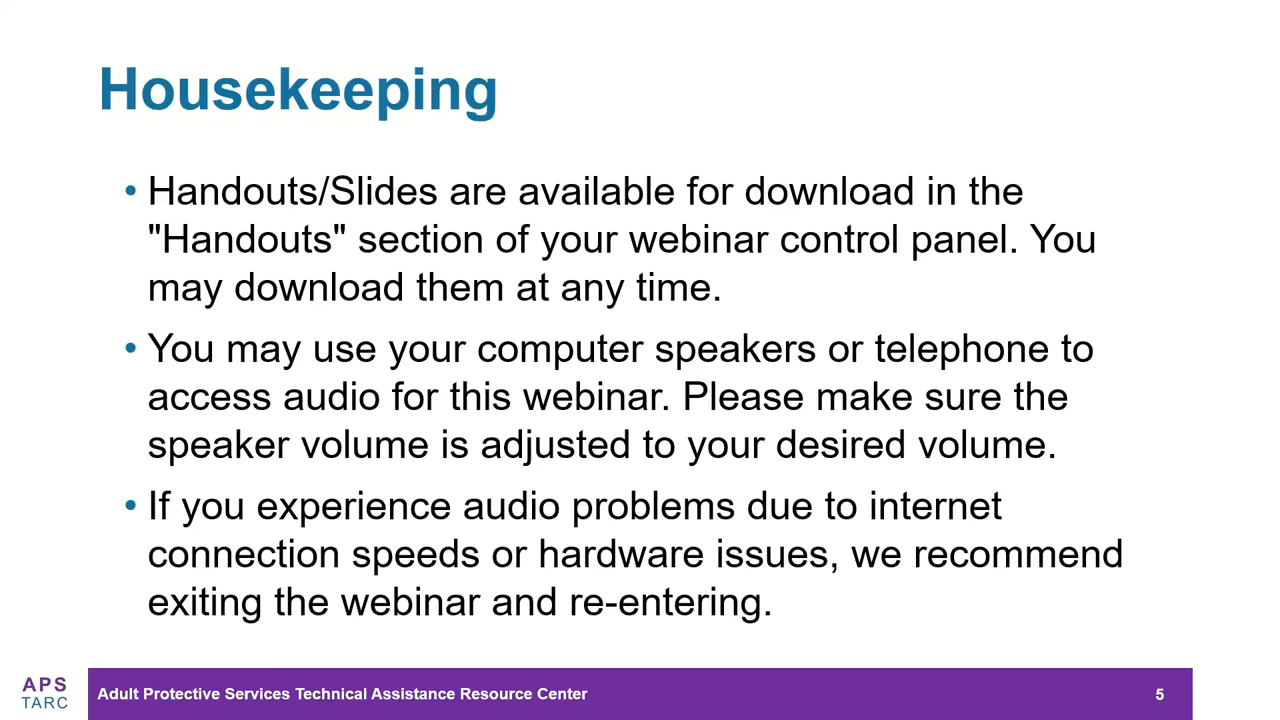 Housekeeping
• Handouts/Slides are available for download in the
"Handouts" section of your webinar control panel. You
may download them at any time.
• You may use your computer speakers or telephone to
access audio for this webinar. Please make sure the
speaker volume is adjusted to your desired volume.
• If you experience audio problems due to internet
connection speeds or hardware issues, we recommend
exiting the webinar and re-entering.
APS
TARC
Adult Protective Services Technical Assistance Resource Center
5